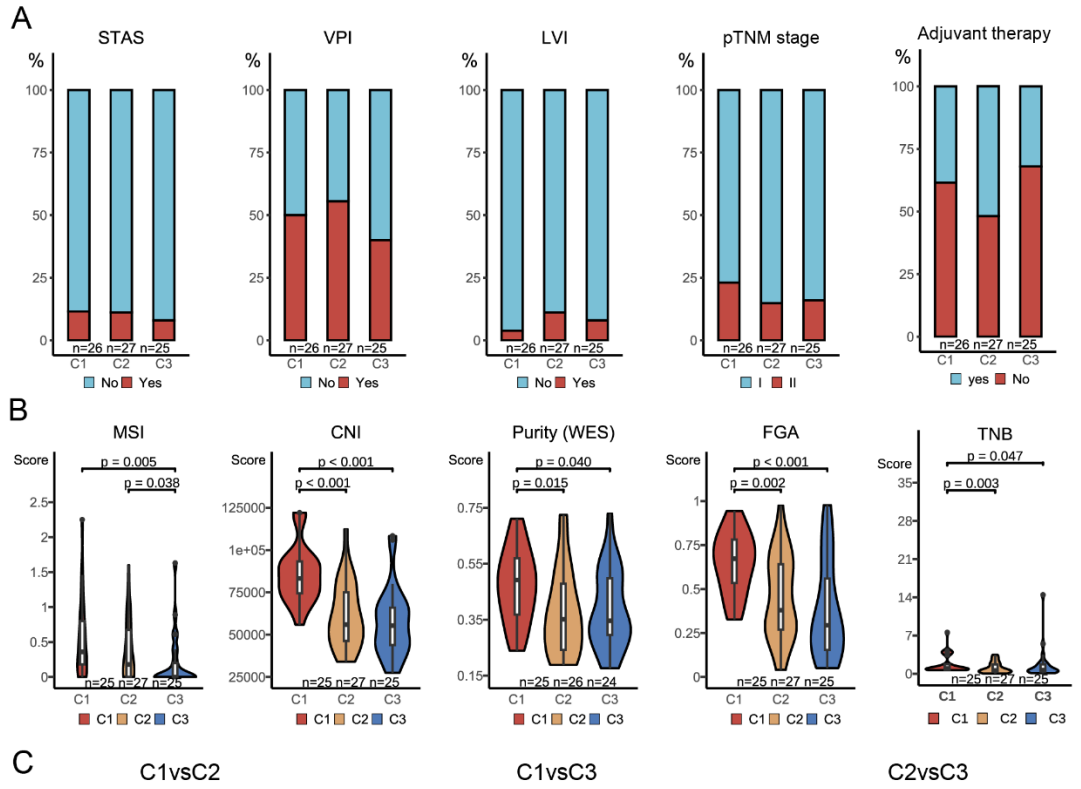 A
STAS VPI LVI pTNM stage Adjuvant therapy
% % % % %
100 100 100 100 100
75 75 75 75 75
50 50 50 50 50
25 25 25 25 25
0 0 0 0 0
n=26 n=27 n=25 n=26 n=27 n=25 n=26 n=27 n=25 n=26 n=27 n=25 n=26 n=27 n=25
C1 C2 C3 C1 C2 C3 C1 C2 C3 C1 C2 C3 C1 C2 C3
No Yes No Yes No Yes I II yes No
B
MSI CNI Purity (WES) FGA TNB
Score Score Score Score Score
p = 0.005 p < 0.001 p = 0.040 p < 0.001 p = 0.047
p = 0.038 p < 0.001 p = 0.015 p = 0.002 p = 0.003
2.5 125000 0.75 1 35
2 1e+05 0.55 0.75 28
1.5 75000 0.35 0.5 21
1 50000 0.15 0.25 14
0.5 25000 0 7
0 0
n=25 n=27 n=25 n=25 n=27 n=25 n=25 n=26 n=24 n=25 n=27 n=25 n=25 n=27 n=25
C1 C2 C3 C1 C2 C3 C1 C2 C3 C1 C2 C3 C1 C2 C3
C1 C2 C3 C1 C2 C3 C1 C2 C3 C1 C2 C3 C1 C2 C3
C
C1vsC2 C1vsC3 C2vsC3